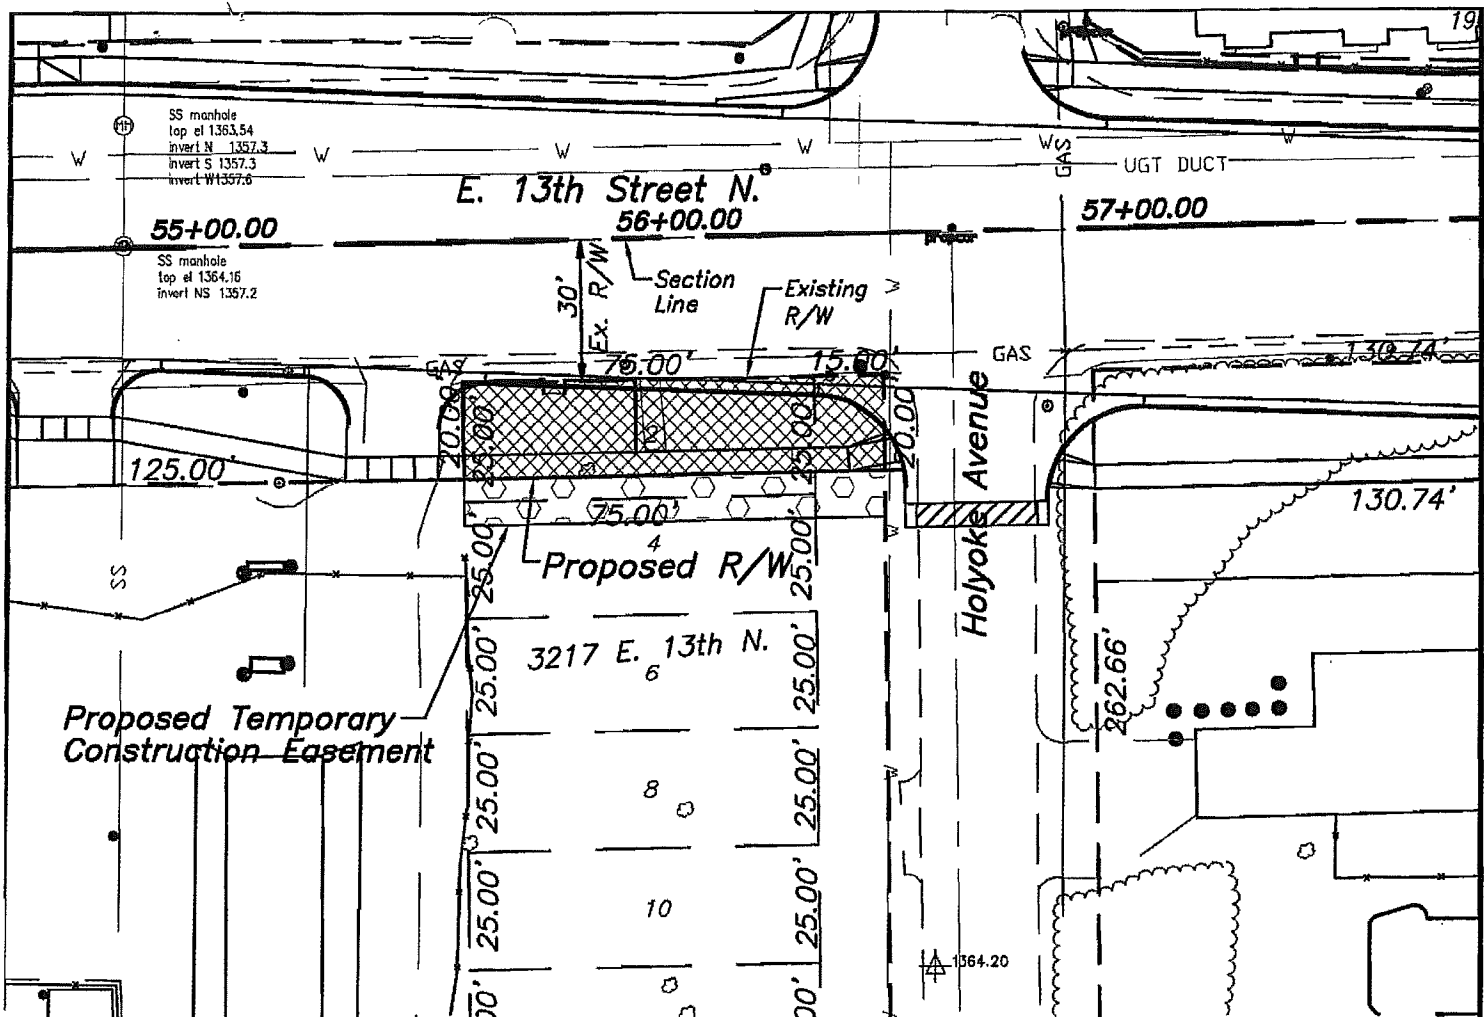 19
SS manhole
top el 1363.54
invert N 1357.3
invert S 1357.3
invert W1357.6
W W W W W W
GAS
UGT DUCT
E. 13th Street N.
55+00.00
56+00.00
57+00.00
SS manhole
top el 1364.16
invert NS 1357.2
propcor
30'
Ex. R/W
Section
Line
Existing
R/W
W
GAS
75.00'
15.00'
GAS
130.74'
20.00'
25.00'
2
25.00'
20.00'
Holyoke Avenue
125.00'
130.74'
75.00'
4
W
25.00'
25.00'
Proposed R/W
SS
3217 E. 13th N.
6
25.00'
25.00'
262.66'
Proposed Temporary
Construction Easement
W
8
25.00'
25.00'
10
25.00'
25.00'
1364.20
00'
00'